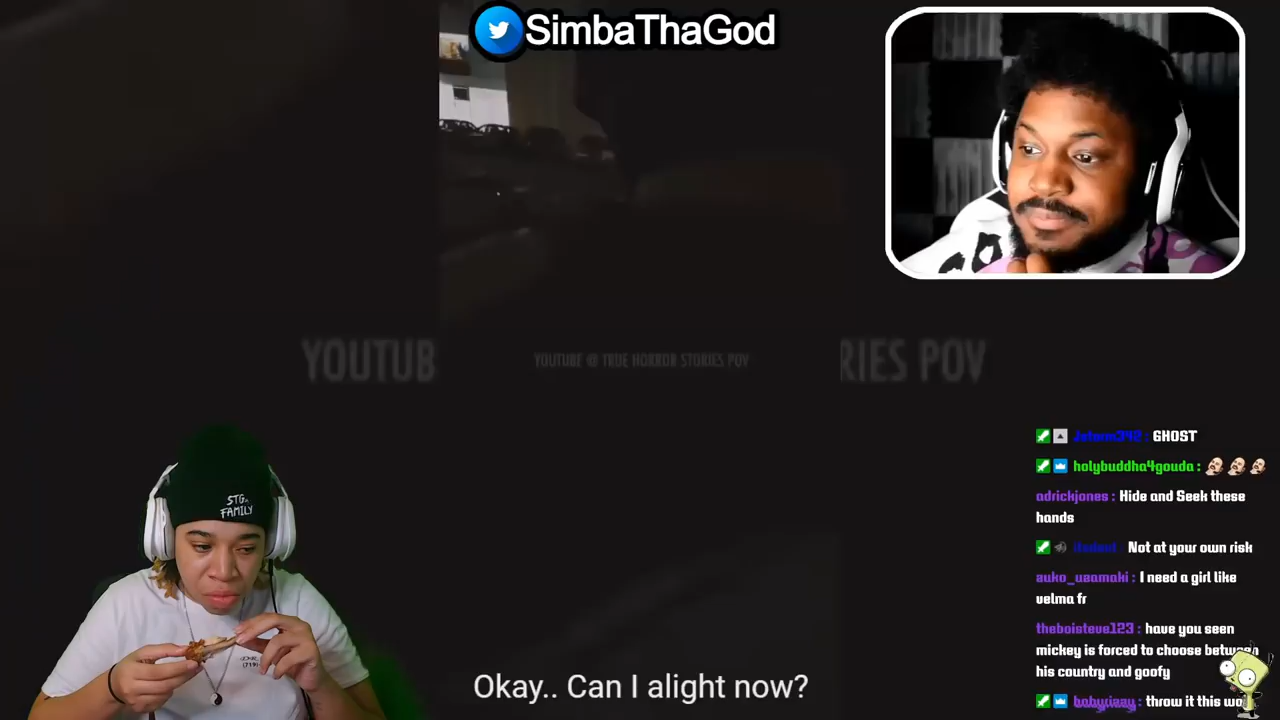 SimbaThaGod
YOUTUB
YOUTUBE @ TRUE HORROR STORIES POV
RIES POV
STG.
FAMILY
Jstorm342 : GHOST
holybuddha4gouda :
adrickjones : Hide and Seek these
hands
Not at your own risk
auko_uzamaki : I need a girl like
velma fr
theboisteve123 : have you seen
mickey is forced to choose between
his country and goofy
babyrizzy : throw it this wo
Okay.. Can I alight now?